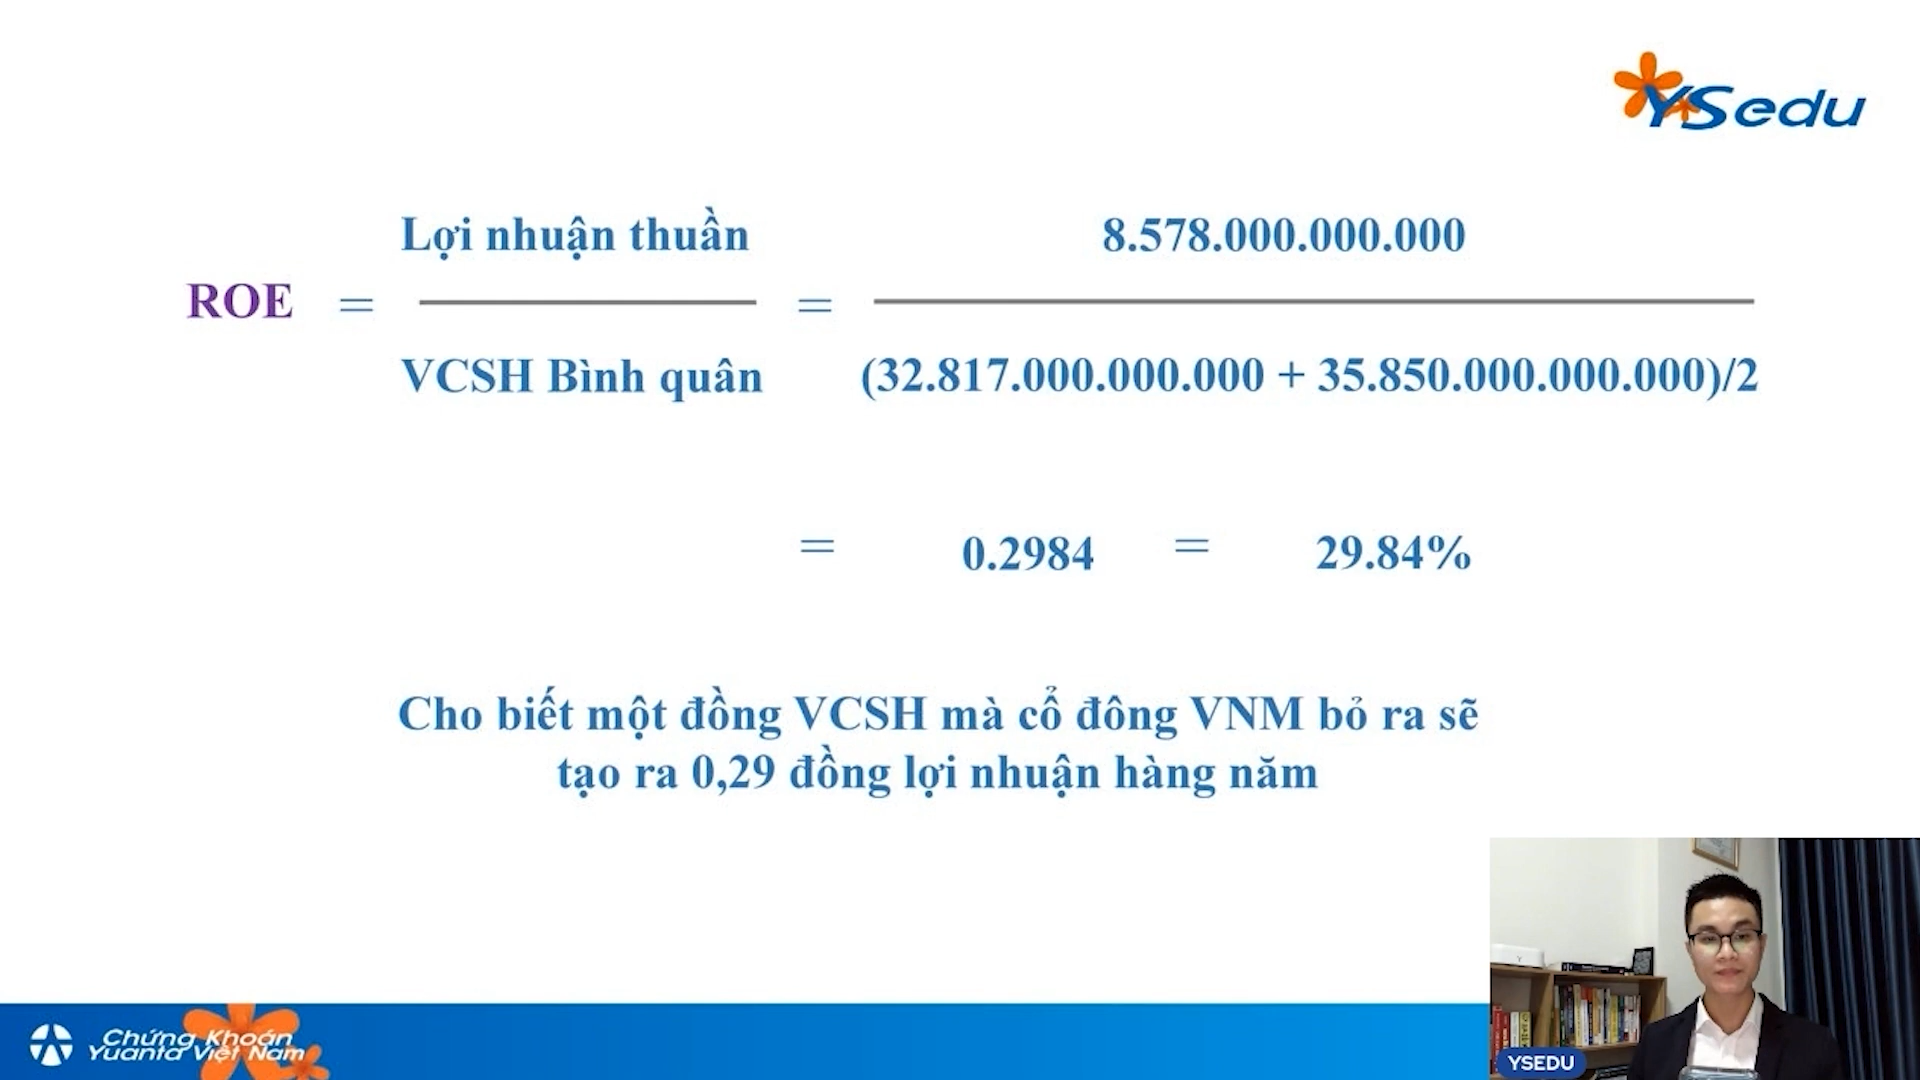 YSedu
Lợi nhuận thuần
8.578.000.000.000
ROE = =
VCSH Bình quân
(32.817.000.000.000 + 35.850.000.000.000)/2
= 0.2984 = 29.84%
Cho biết một đồng VCSH mà cổ đông VNM bỏ ra sẽ
tạo ra 0,29 đồng lợi nhuận hàng năm
Chứng Khoán
Yuanta Việt Nam
YSEDU